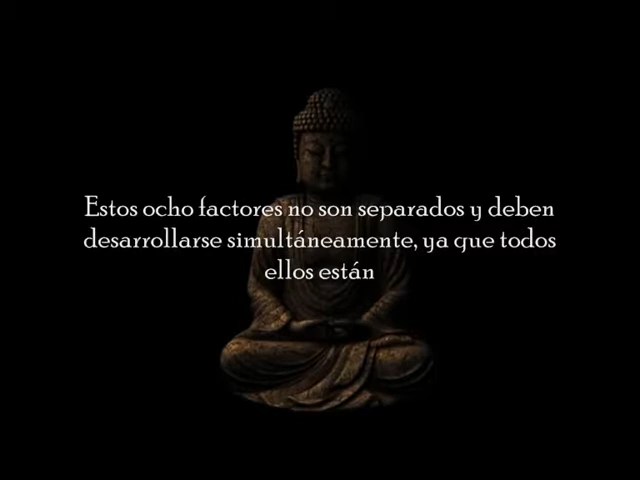 Estos ocho factores no son separados y deben
desarrollarse simultáneamente, ya que todos
ellos están